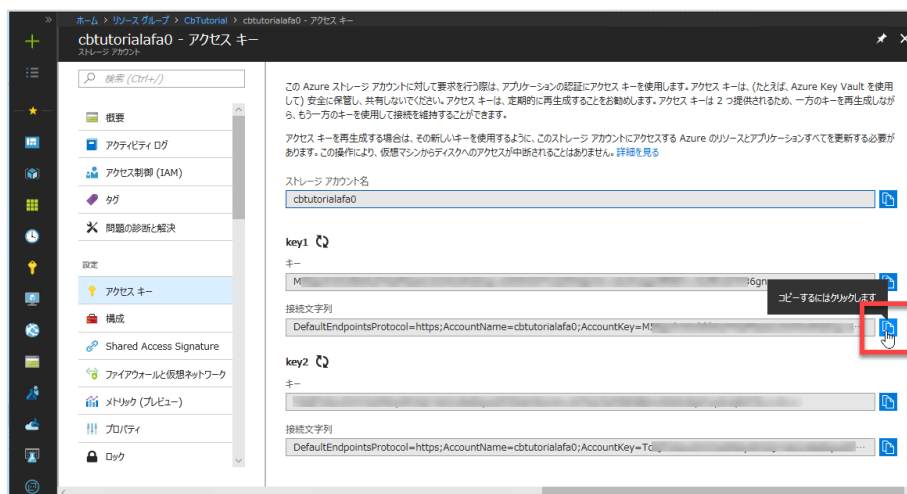 ホーム > リソース グループ > CbTutorial > cbtutorialafa0 - アクセス キー
cbtutorialafa0 - アクセス キー
ストレージ アカウント
検索 (Ctrl+/)
概要
アクティビティ ログ
アクセス制御 (IAM)
タグ
問題の診断と解決
設定
アクセス キー
構成
Shared Access Signature
ファイアウォールと仮想ネットワーク
メトリック (プレビュー)
プロパティ
ロック
この Azure ストレージ アカウントに対して要求を行う際は、アプリケーションの認証にアクセス キーを使用します。アクセス キーは、(たとえば、Azure Key Vault を使用
して) 安全に保管し、共有しないでください。アクセス キーは、定期的に再生成することをお勧めします。アクセス キーは 2 つ提供されるため、一方のキーを再生成しなが
ら、もう一方のキーを使用して接続を維持することができます。
アクセス キーを再生成する場合は、その新しいキーを使用するように、このストレージ アカウントにアクセスする Azure のリソースとアプリケーションすべてを更新する必要が
あります。この操作により、仮想マシンからディスクへのアクセスが中断されることはありません。詳細を見る
ストレージ アカウント名
cbtutorialafa0
key1
キー
コピーするにはクリックします
接続文字列
DefaultEndpointsProtocol=https;AccountName=cbtutorialafa0;AccountKey=M
key2
キー
接続文字列
DefaultEndpointsProtocol=https;AccountName=cbtutorialafa0;AccountKey=To